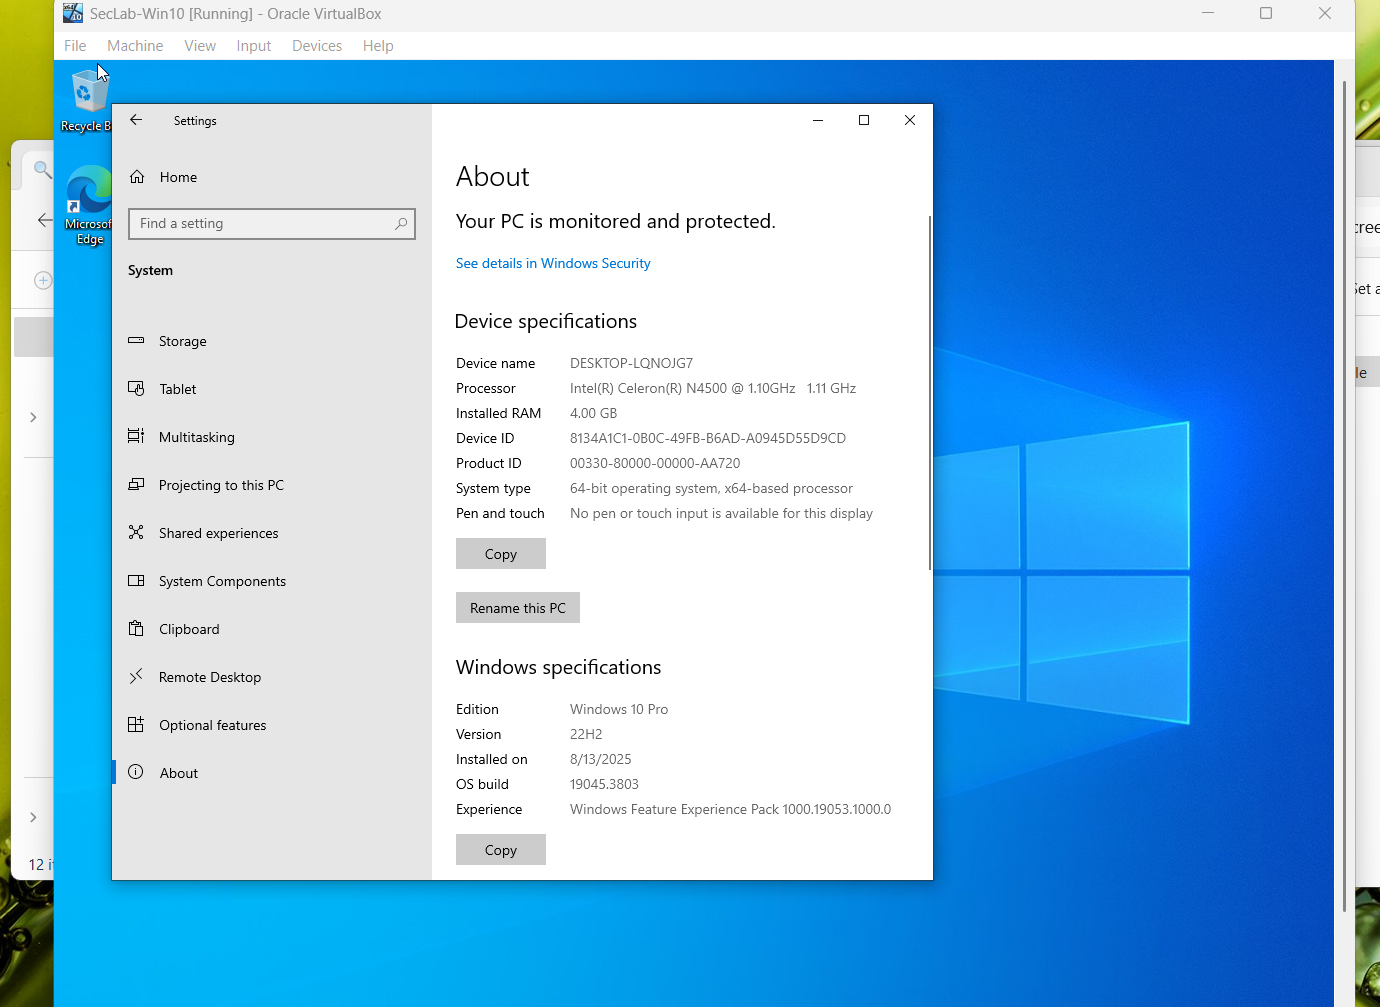 SecLab-Win10 [Running] - Oracle VirtualBox
File Machine View Input Devices Help
Recycle B
Microsof
Edge
Settings
Home
Find a setting
System
Storage
Tablet
Multitasking
Projecting to this PC
Shared experiences
System Components
Clipboard
Remote Desktop
Optional features
About
About
Your PC is monitored and protected.
See details in Windows Security
Device specifications
Device name DESKTOP-LQNOJG7
Processor Intel(R) Celeron(R) N4500 @ 1.10GHz 1.11 GHz
Installed RAM 4.00 GB
Device ID 8134A1C1-0B0C-49FB-B6AD-A0945D55D9CD
Product ID 00330-80000-00000-AA720
System type 64-bit operating system, x64-based processor
Pen and touch No pen or touch input is available for this display
Copy
Rename this PC
Windows specifications
Edition Windows 10 Pro
Version 22H2
Installed on 8/13/2025
OS build 19045.3803
Experience Windows Feature Experience Pack 1000.19053.1000.0
Copy
12 it
cree
Set a
le